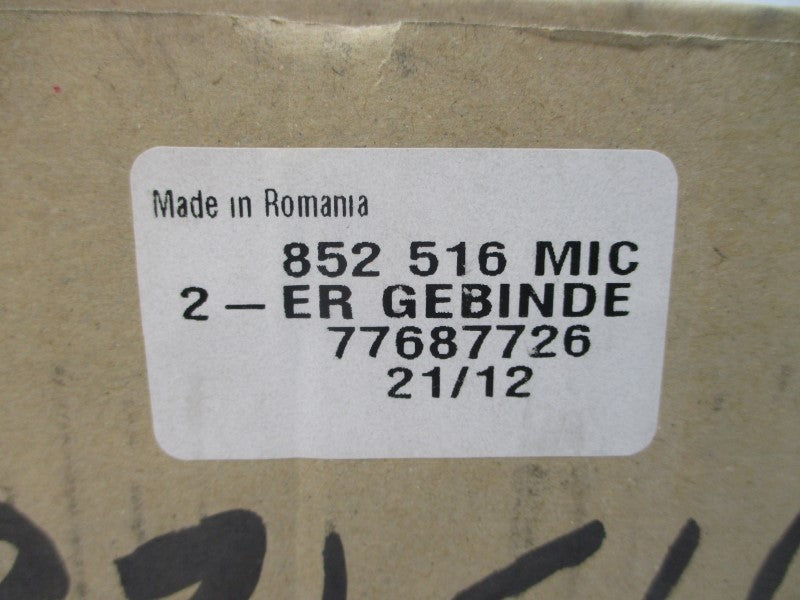 Made in Romania
852 516 MIC
2-ER GEBINDE
77687726
21/12